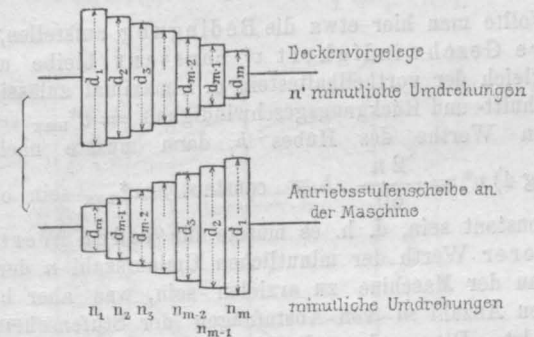 Deckenvorgelege
d₁ d₂ d₃ dm-2 dm-1 dm
n' minutliche Umdrehungen
Antriebsstufenscheibe an
der Maschine
dm dm-1 dm-2 d₃ d₂ d₁
n₁ n₂ n₃ nm-2 nm-1 nm
minutliche Umdrehungen